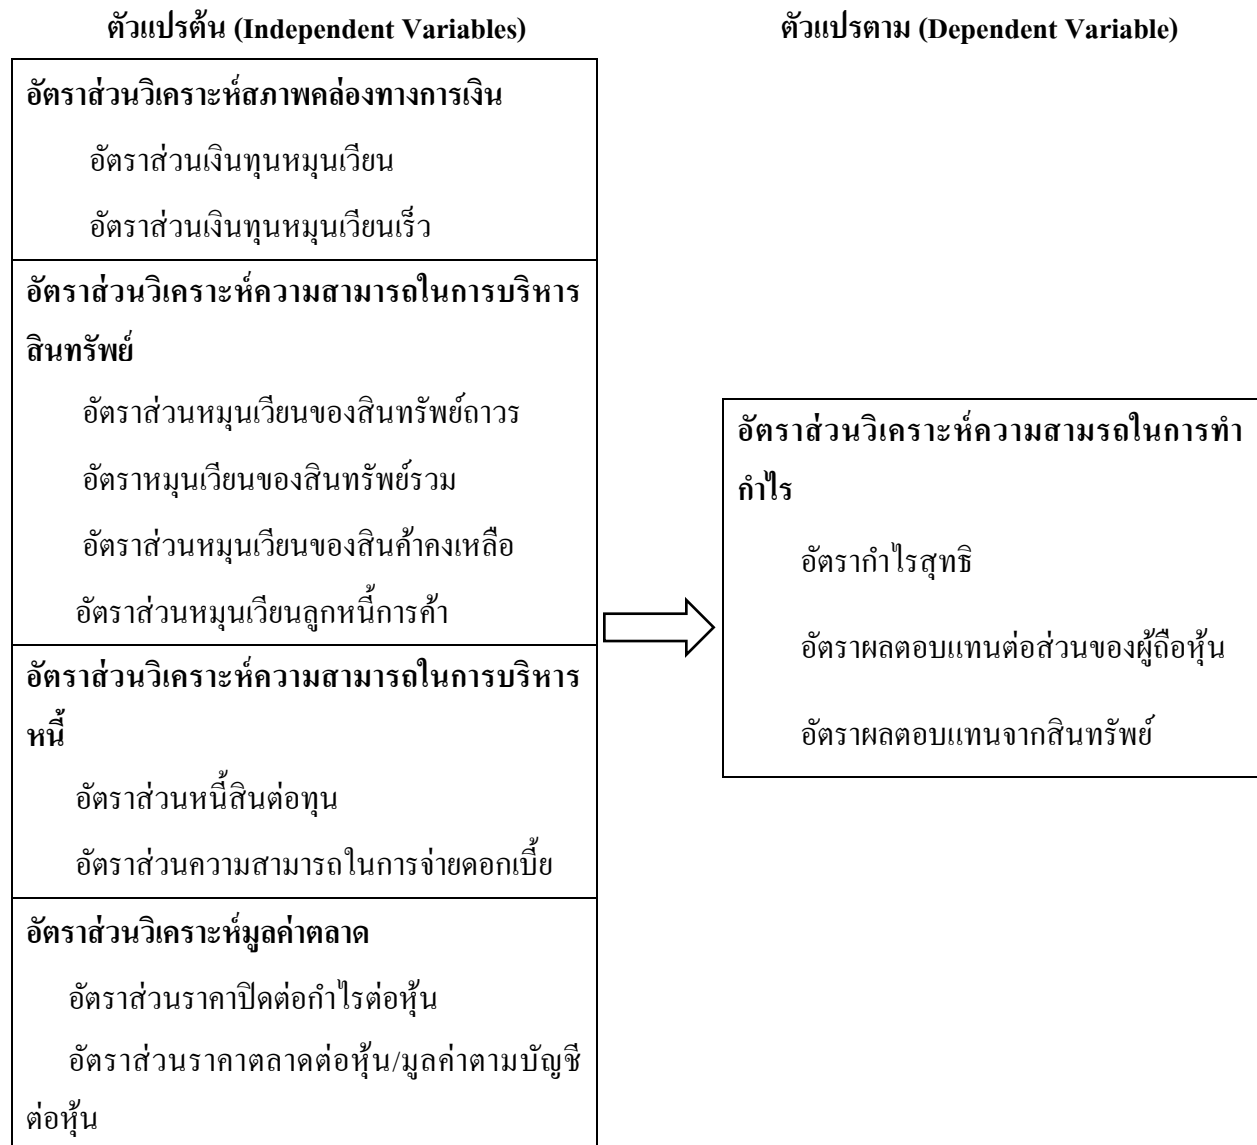 ตัวแปรต้น (Independent Variables)
ตัวแปรตาม (Dependent Variable)
อัตราส่วนวิเคราะห์สภาพคล่องทางการเงิน
อัตราส่วนเงินทุนหมุนเวียน
อัตราส่วนเงินทุนหมุนเวียนเร็ว
อัตราส่วนวิเคราะห์ความสามารถในการบริหาร
สินทรัพย์
อัตราส่วนหมุนเวียนของสินทรัพย์ถาวร
อัตราหมุนเวียนของสินทรัพย์รวม
อัตราส่วนหมุนเวียนของสินค้าคงเหลือ
อัตราส่วนหมุนเวียนลูกหนี้การค้า
อัตราส่วนวิเคราะห์ความสามารถในการบริหาร
หนี้
อัตราส่วนหนี้สินต่อทุน
อัตราส่วนความสามารถในการจ่ายดอกเบี้ย
อัตราส่วนวิเคราะห์มูลค่าตลาด
อัตราส่วนราคาปิดต่อกำไรต่อหุ้น
อัตราส่วนราคาตลาดต่อหุ้น/มูลค่าตามบัญชี
ต่อหุ้น
อัตราส่วนวิเคราะห์ความสามรถในการทำ
กำไร
อัตรากำไรสุทธิ
อัตราผลตอบแทนต่อส่วนของผู้ถือหุ้น
อัตราผลตอบแทนจากสินทรัพย์